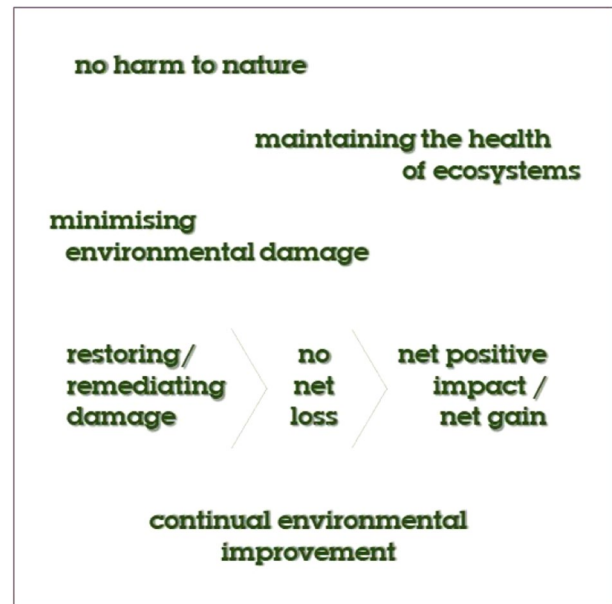 no harm to nature
maintaining the health
of ecosystems
minimising
environmental damage
restoring/
remediating
damage
no
net
loss
net positive
impact /
net gain
continual environmental
improvement